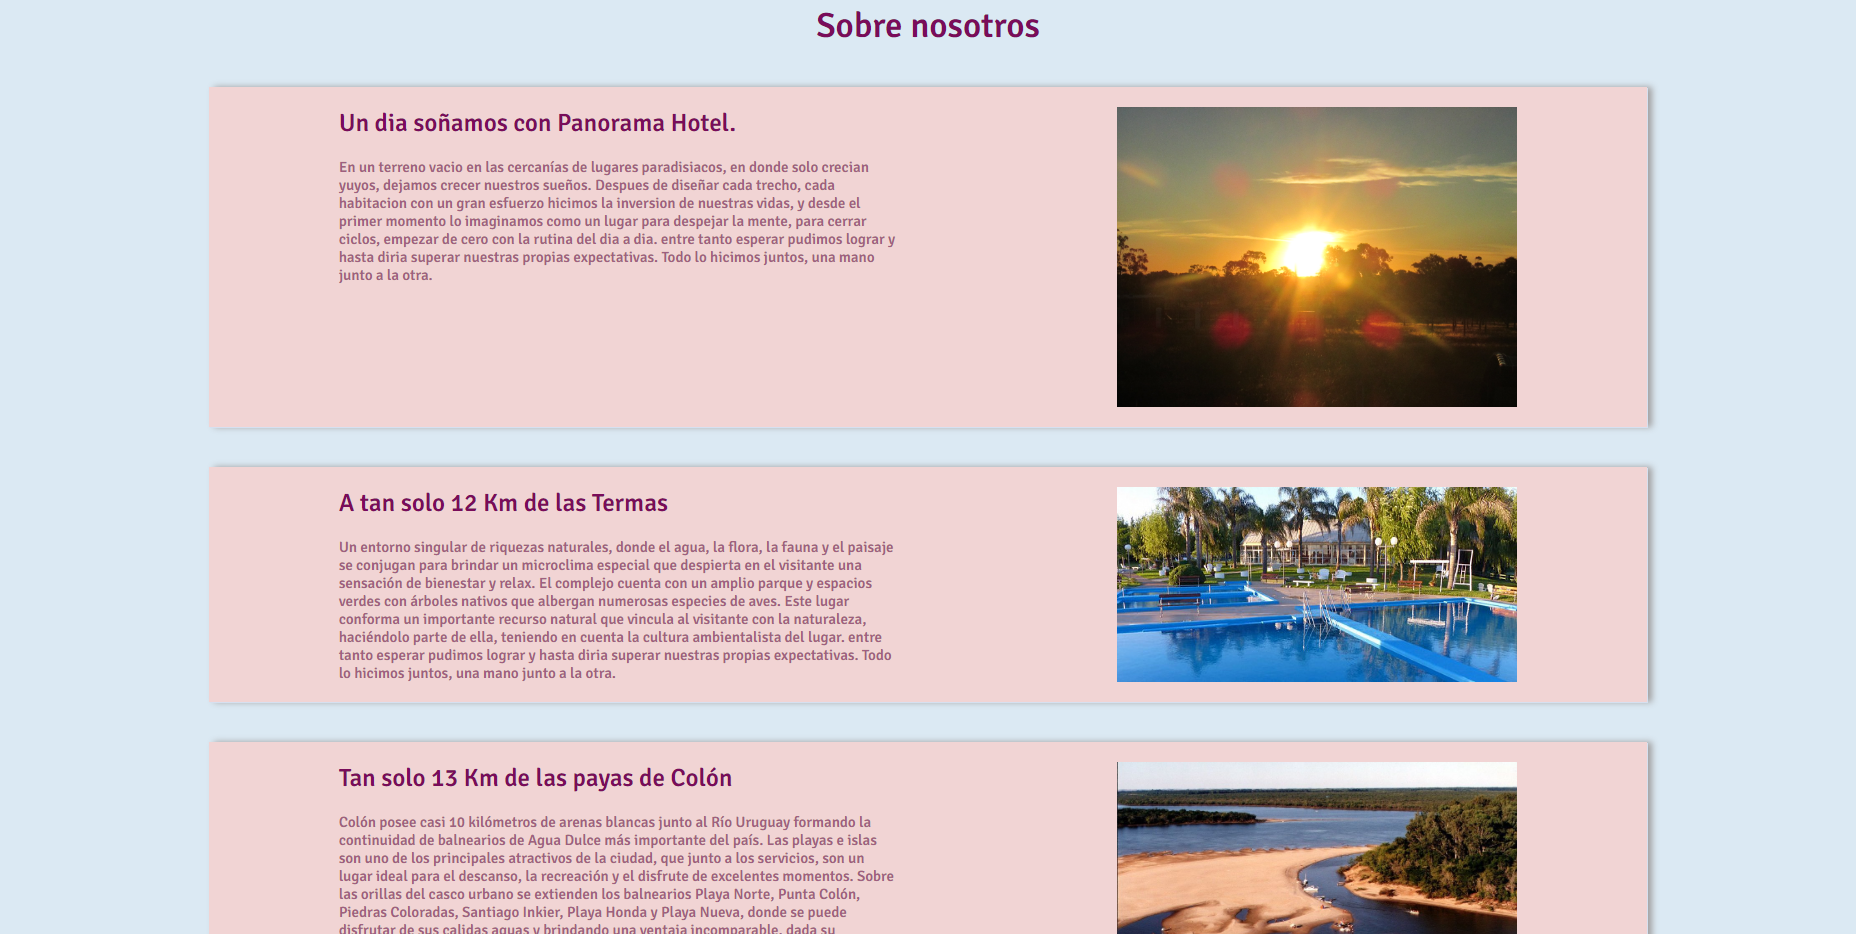 Sobre nosotros
Un dia soñamos con Panorama Hotel.
En un terreno vacio en las cercanías de lugares paradisiacos, en donde solo crecian
yuyos, dejamos crecer nuestros sueños. Despues de diseñar cada trecho, cada
habitacion con un gran esfuerzo hicimos la inversion de nuestras vidas, y desde el
primer momento lo imaginamos como un lugar para despejar la mente, para cerrar
ciclos, empezar de cero con la rutina del dia a dia. entre tanto esperar pudimos lograr y
hasta diria superar nuestras propias expectativas. Todo lo hicimos juntos, una mano
junto a la otra.
A tan solo 12 Km de las Termas
Un entorno singular de riquezas naturales, donde el agua, la flora, la fauna y el paisaje
se conjugan para brindar un microclima especial que despierta en el visitante una
sensación de bienestar y relax. El complejo cuenta con un amplio parque y espacios
verdes con árboles nativos que albergan numerosas especies de aves. Este lugar
conforma un importante recurso natural que vincula al visitante con la naturaleza,
haciéndolo parte de ella, teniendo en cuenta la cultura ambientalista del lugar. entre
tanto esperar pudimos lograr y hasta diria superar nuestras propias expectativas. Todo
lo hicimos juntos, una mano junto a la otra.
Tan solo 13 Km de las payas de Colón
Colón posee casi 10 kilómetros de arenas blancas junto al Río Uruguay formando la
continuidad de balnearios de Agua Dulce más importante del país. Las playas e islas
son uno de los principales atractivos de la ciudad, que junto a los servicios, son un
lugar ideal para el descanso, la recreación y el disfrute de excelentes momentos. Sobre
las orillas del casco urbano se extienden los balnearios Playa Norte, Punta Colón,
Piedras Coloradas, Santiago Inkier, Playa Honda y Playa Nueva, donde se puede
disfrutar de sus calidas aguas y brindando una ventaja incomparable, dada su